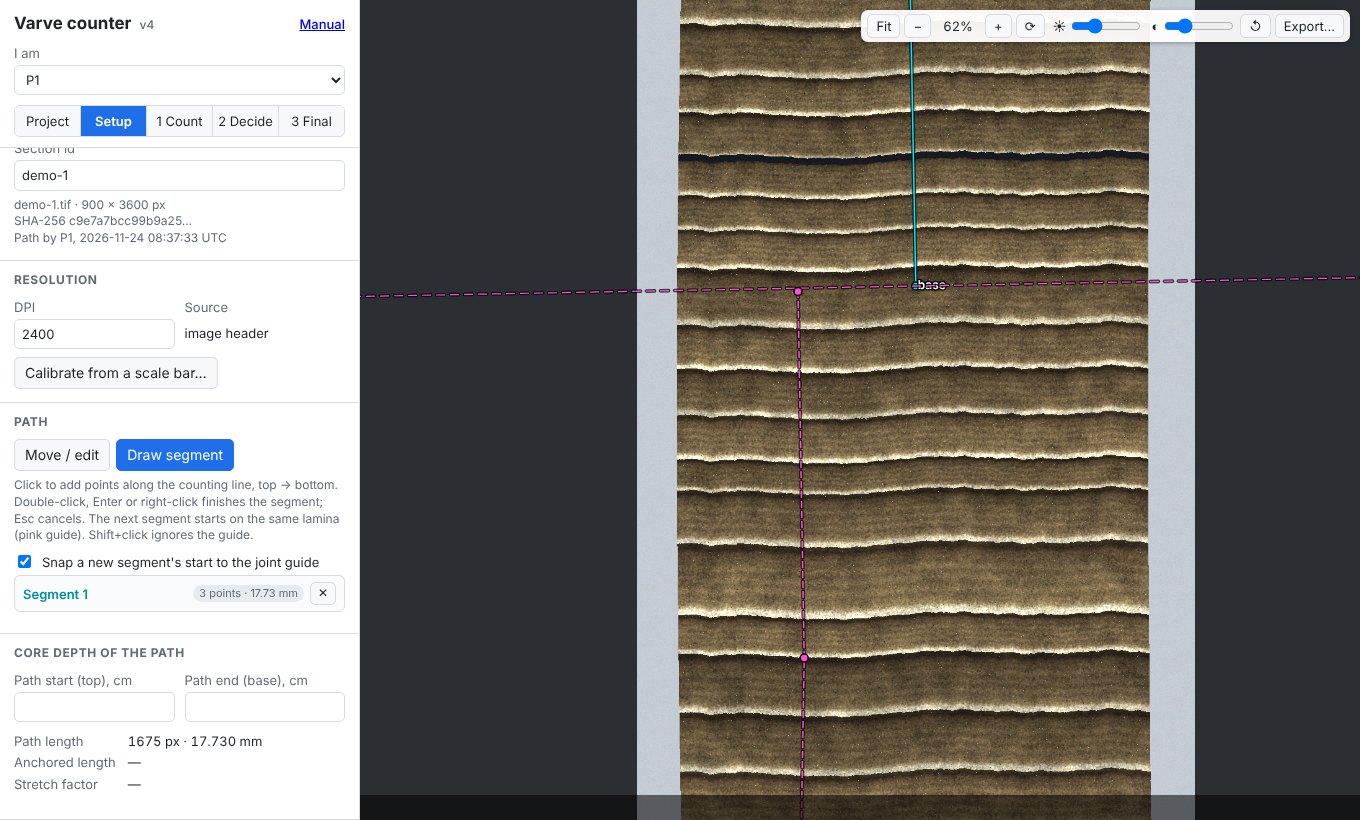 Varve counter v4 Manual
I am
P1
Project Setup 1 Count 2 Decide 3 Final
Section id
demo-1
demo-1.tif · 900 × 3600 px
SHA-256 c9e7a7bcc99b9a25…
Path by P1, 2026-11-24 08:37:33 UTC
RESOLUTION
DPI Source
2400 image header
Calibrate from a scale bar…
PATH
Move / edit Draw segment
Click to add points along the counting line, top → bottom.
Double-click, Enter or right-click finishes the segment;
Esc cancels. The next segment starts on the same lamina
(pink guide). Shift+click ignores the guide.
Snap a new segment's start to the joint guide
Segment 1 3 points · 17.73 mm ✕
CORE DEPTH OF THE PATH
Path start (top), cm Path end (base), cm
Path length 1675 px · 17.730 mm
Anchored length —
Stretch factor —
Fit − 62% + Export…
base